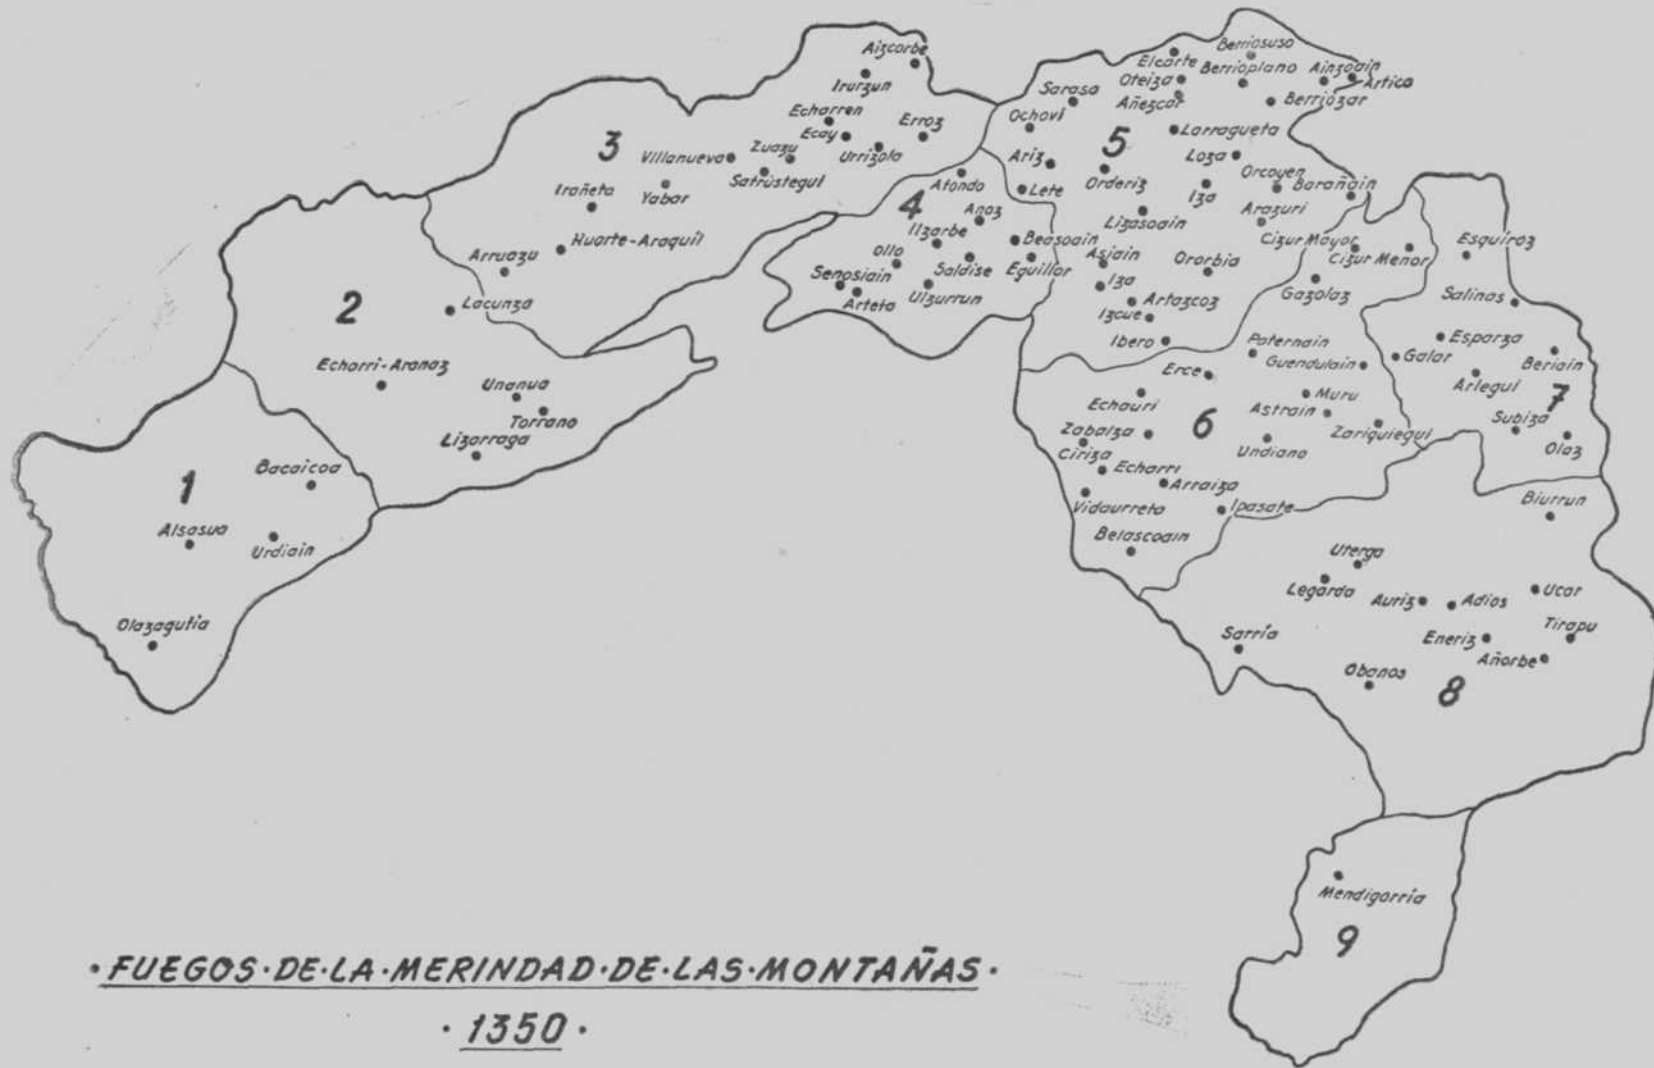 Aizcorbe
Irurzun
Echarren
Ecay
Erroz
3
Zuazu
Urrizola
Villanueva
Satrústegul
Irañeta
Yabar
Huarte-Araquil
Arruazu
2
Lacunza
Echarri-Aranaz
Unanua
Torrano
Lizarraga
1
Bacaicoa
Alsasua
Urdiain
Olazagutía
Atondo
4
Anoz
Ilzarbe
Beasoain
Ollo
Saldise
Eguillor
Senosiain
Arteta
Ulzurrun
Berriosuso
Elcarte
Berrioplano
Ainzoain
Artica
Oteiza
Sarasa
Añezcar
Berriozar
Ochovi
5
Larragueta
Ariz
Loza
Orderiz
Orcoyen
Lete
Iza
Barañain
Lizasoain
Arazuri
Asiain
Ororbia
Iza
Artazcoz
Izcue
Ibero
Cizur Mayor
Cizur Menor
Gazolaz
Paternain
Guendulain
Erce
Echauri
6
Muru
Astrain
Zabalza
Zariquiegul
Ciriza
Undiano
Echarri
Arraiza
Vidaurreta
Ipasate
Belascoain
Esquiroz
Salinas
Esparza
Galar
Beriain
Arlegul
7
Subiza
Olaz
Biurrun
Uterga
Legarda
Auriz
Adios
Ucar
Sarría
Eneriz
Tirapu
Añorbe
Obanos
8
Mendigorría
9
·FUEGOS·DE·LA·MERINDAD·DE·LAS·MONTAÑAS·
·1350·